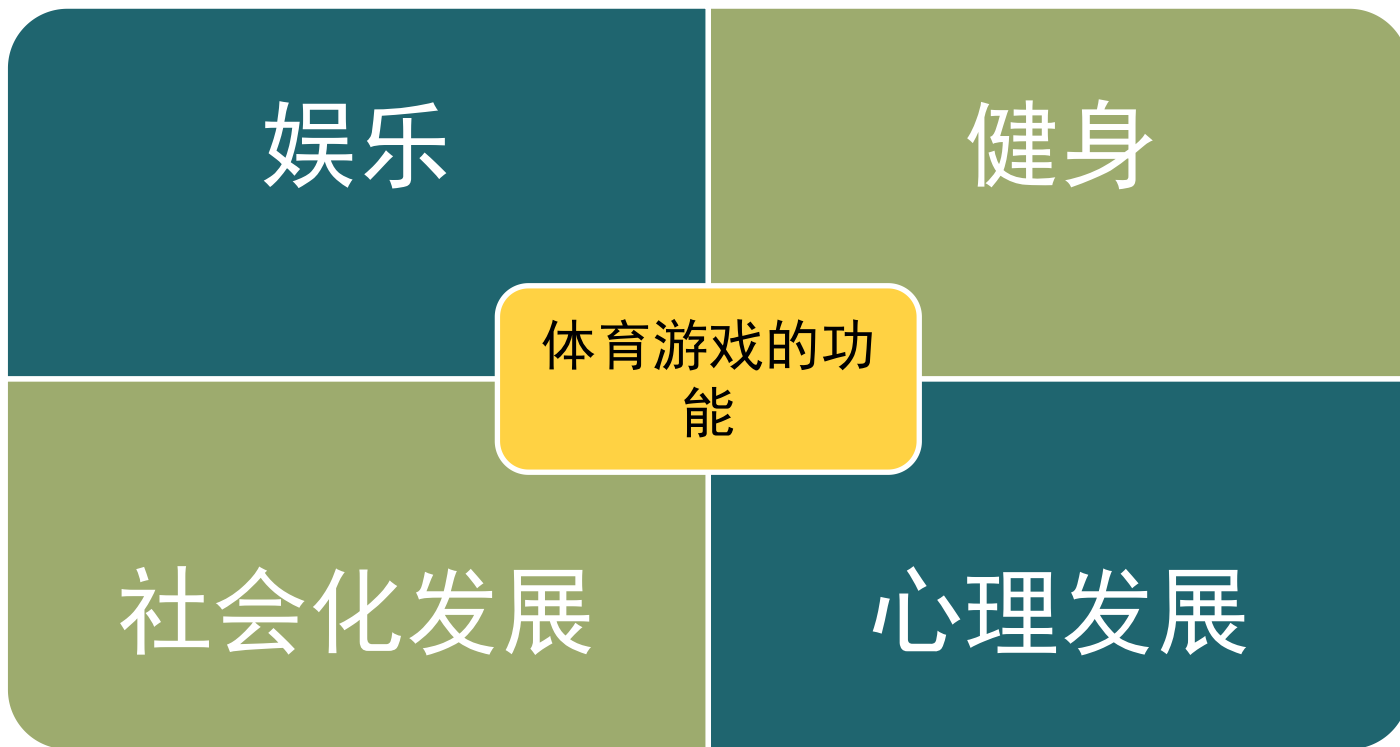 娱乐
健身
体育游戏的功
能
社会化发展
心理发展